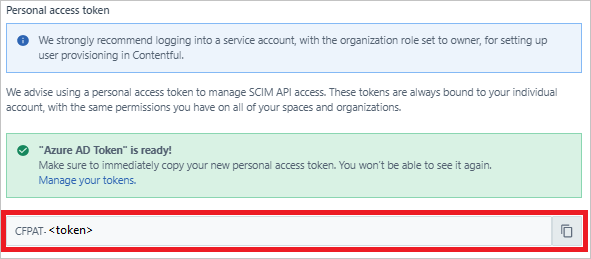 Personal access token
We strongly recommend logging into a service account, with the organization role set to owner, for setting up
user provisioning in Contentful.
We advise using a personal access token to manage SCIM API access. These tokens are always bound to your individual
account, with the same permissions you have on all of your spaces and organizations.
"Azure AD Token" is ready!
Make sure to immediately copy your new personal access token. You won't be able to see it again.
Manage your tokens.
CFPAT- <token>